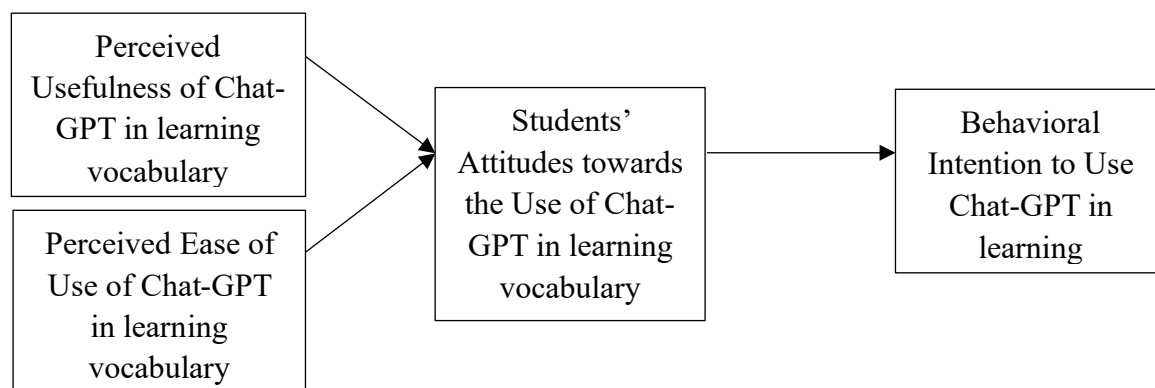 Perceived
Usefulness of Chat-
GPT in learning
vocabulary
Perceived Ease of
Use of Chat-GPT
in learning
vocabulary
Students’
Attitudes towards
the Use of Chat-
GPT in learning
vocabulary
Behavioral
Intention to Use
Chat-GPT in
learning